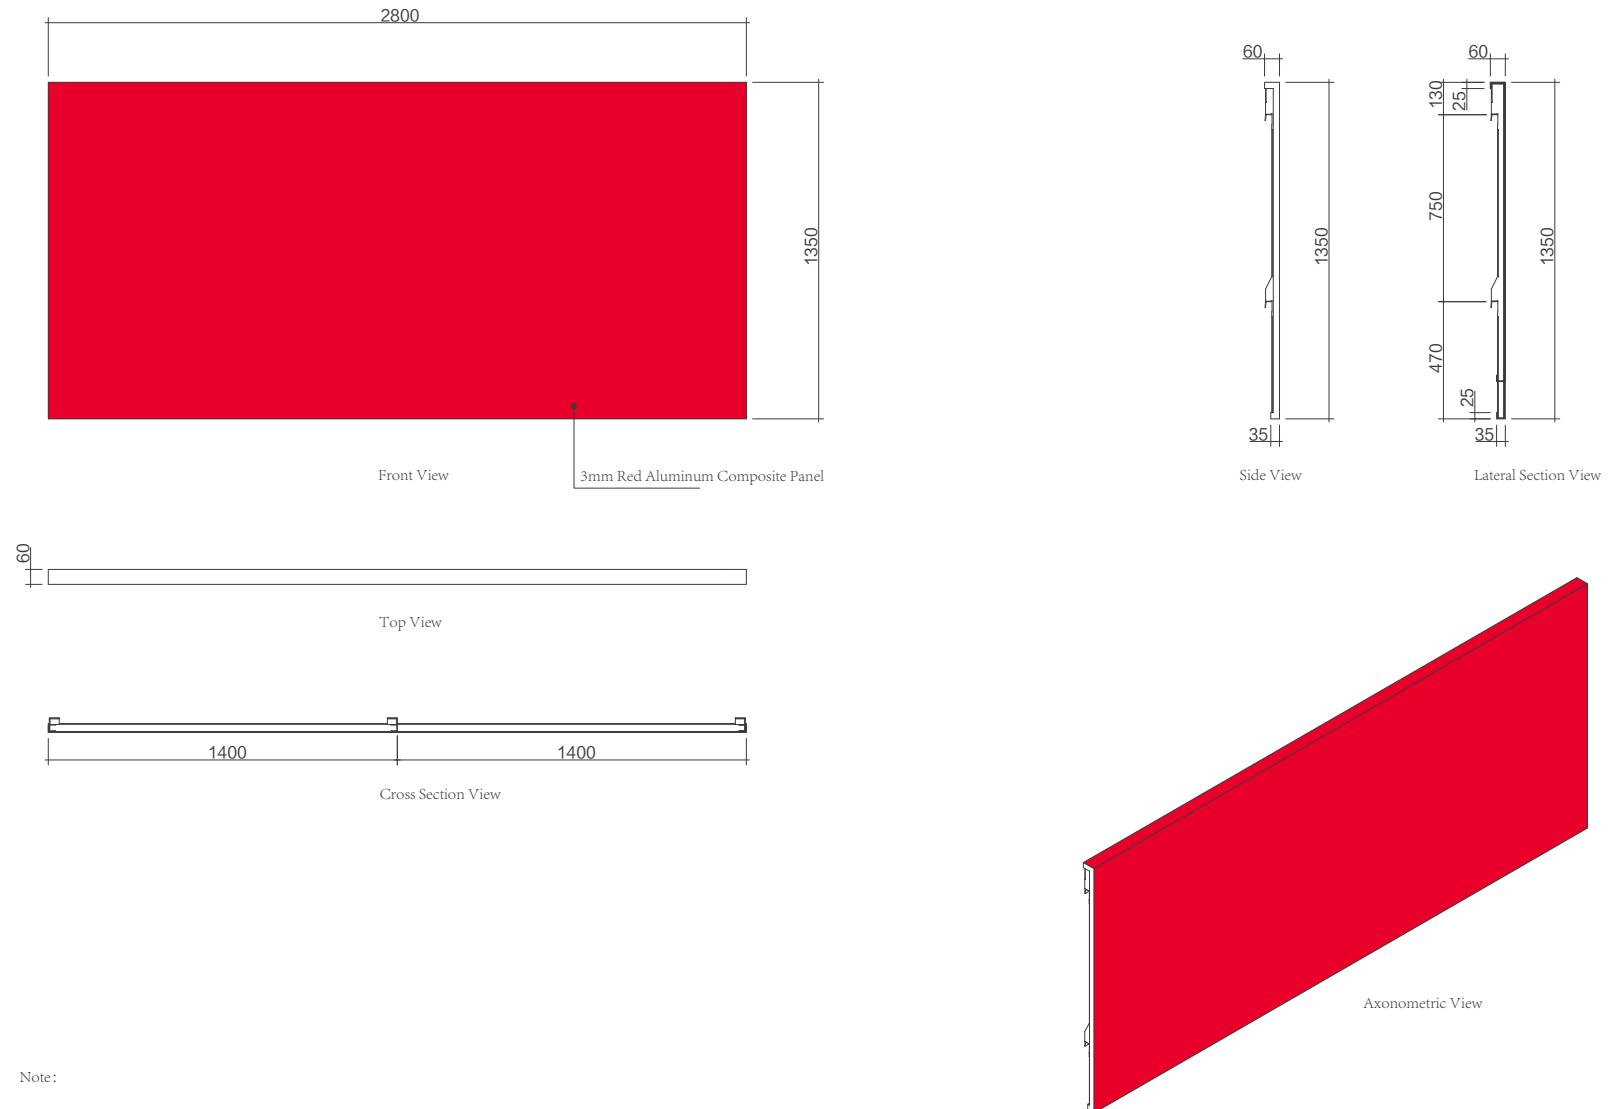 2800
60
60
130
25
1350
750
1350
1350
470
25
35
35
Front View
3mm Red Aluminum Composite Panel
Side View
Lateral Section View
60
Top View
1400
1400
Cross Section View
Axonometric View
Note: